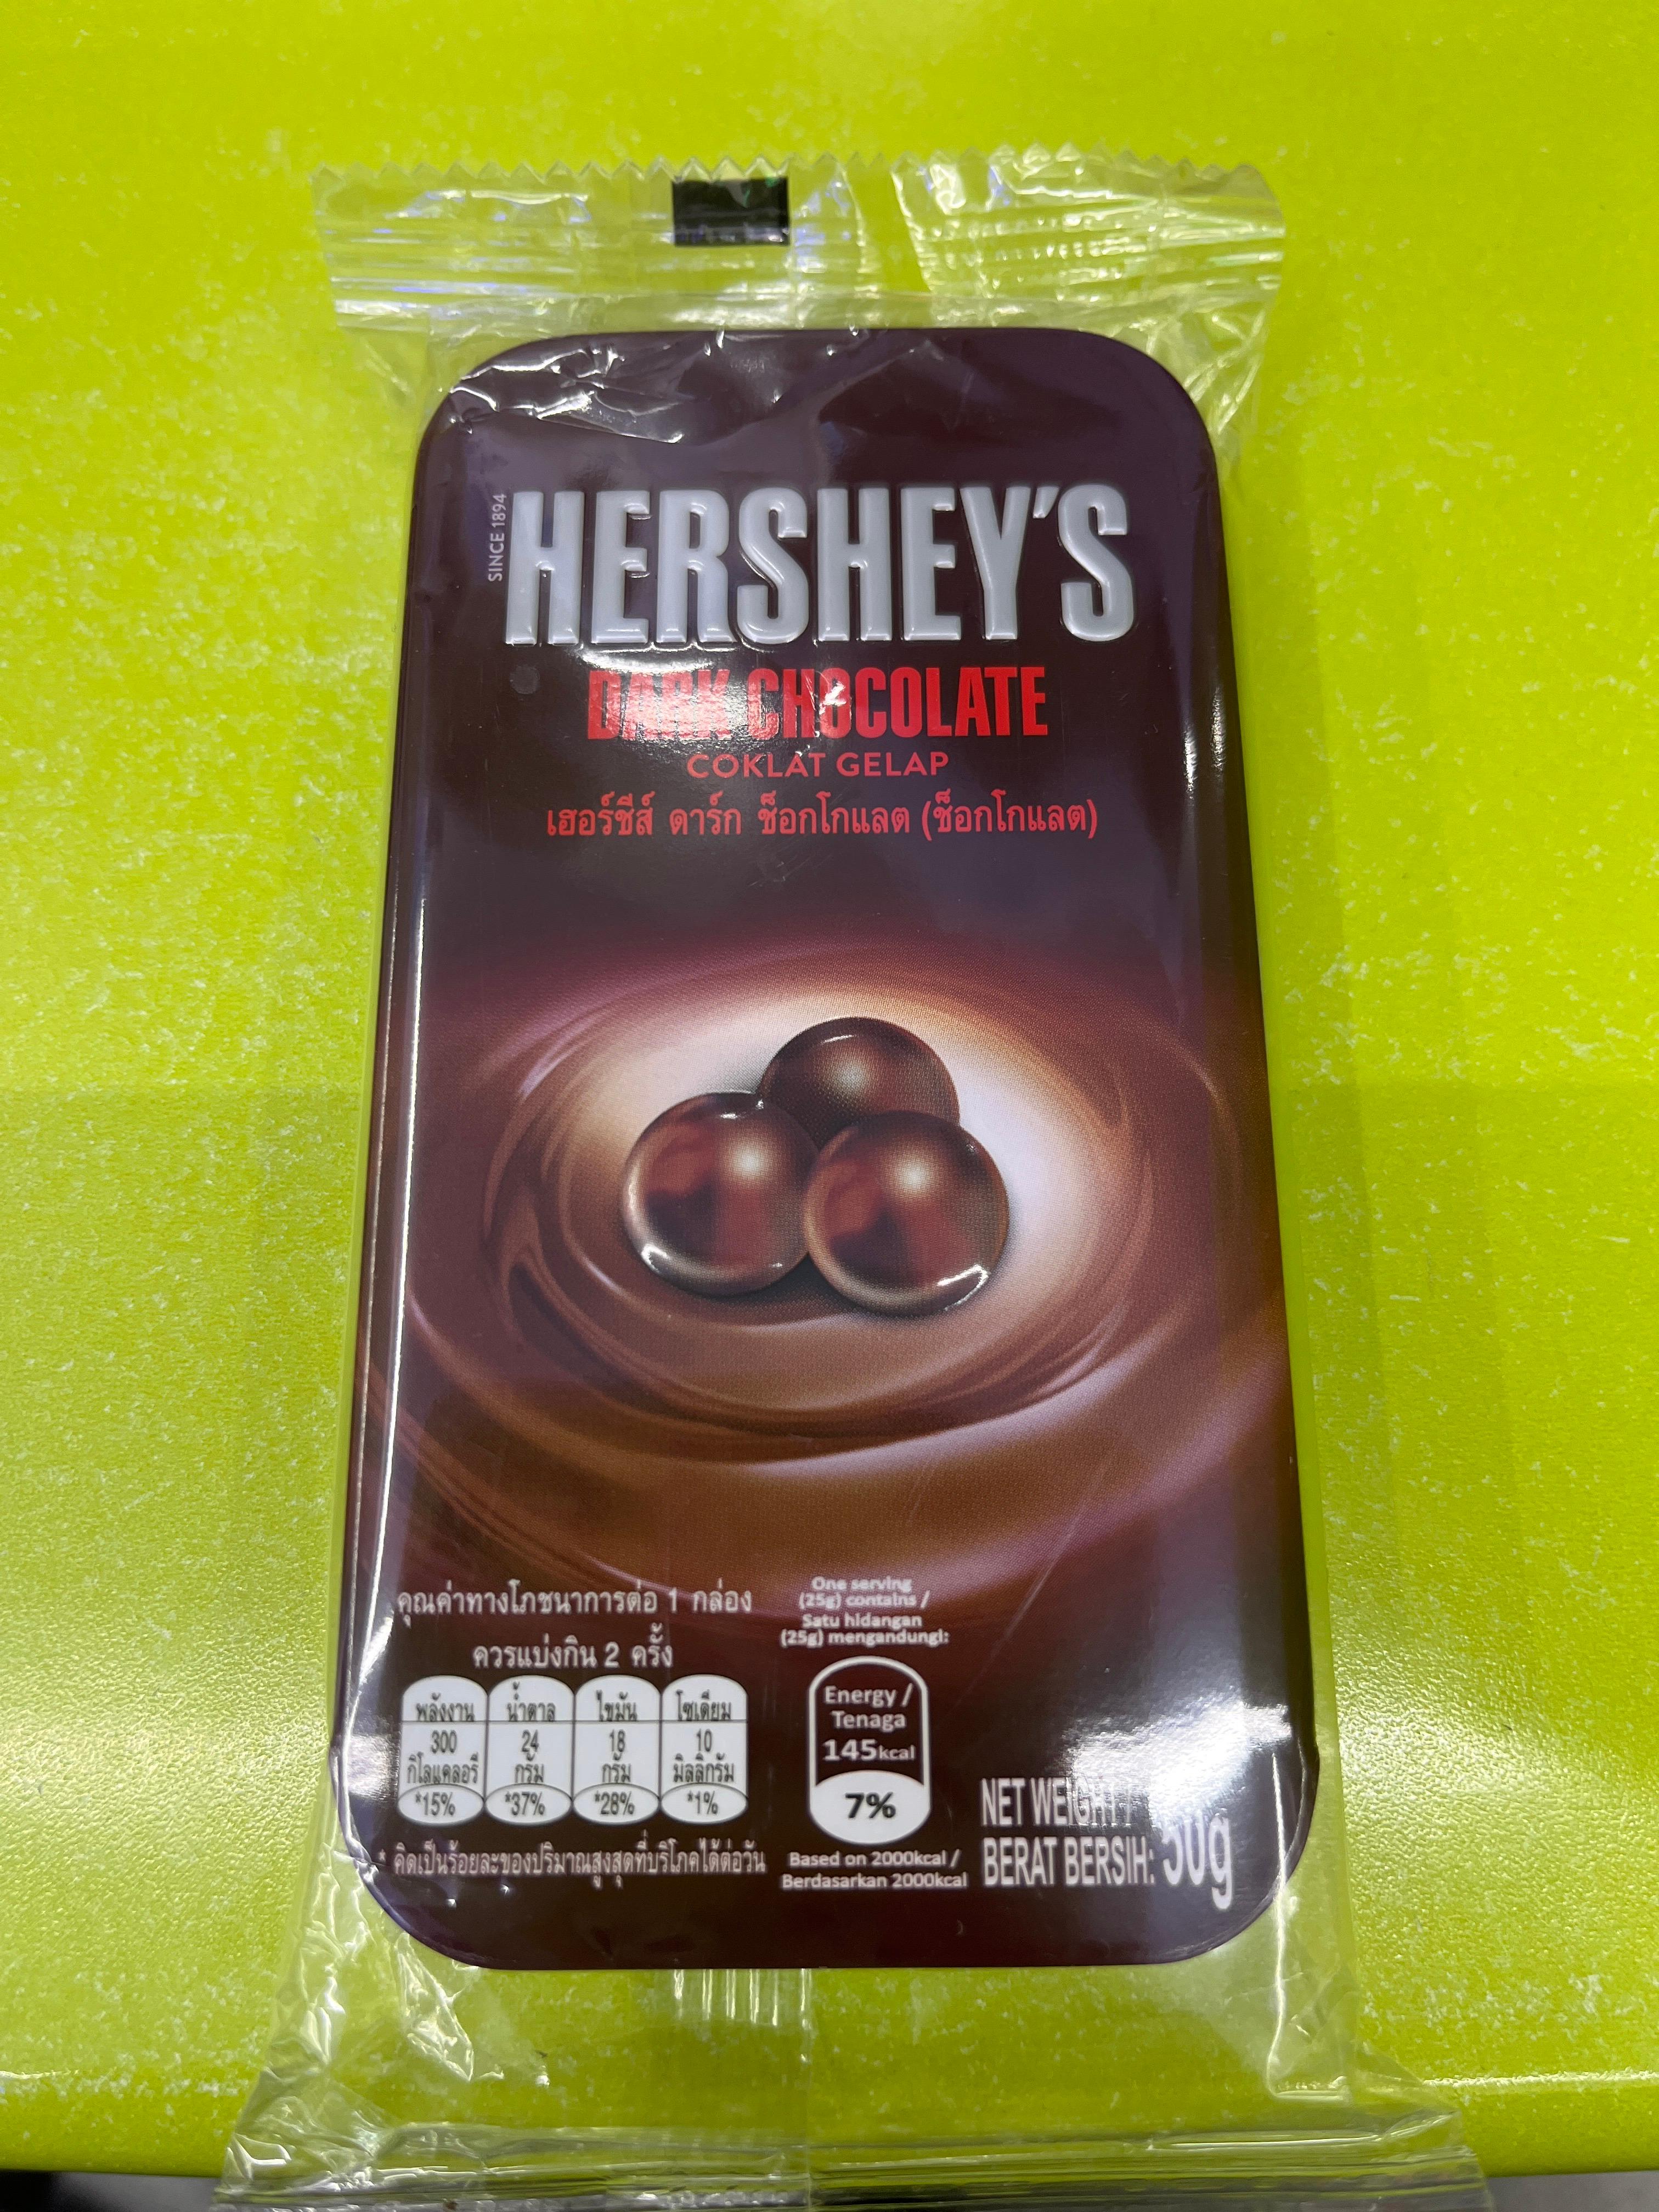 SINCE 1894
HERSHEY'S
DARK CHOCOLATE
COKLAT GELAP
เฮอร์ชีส์ ดาร์ก ช็อกโกแลต (ช็อกโกแลต)
คุณค่าทางโภชนาการต่อ 1 กล่อง
ควรแบ่งกิน 2 ครั้ง
พลังงาน น้ำตาล ไขมัน โซเดียม
300 24 18 10
กิโลแคลอรี กรัม กรัม มิลลิกรัม
*15% *37% *28% *1%
* คิดเป็นร้อยละของปริมาณสูงสุดที่บริโภคได้ต่อวัน
One serving
(25g) contains /
Satu hidangan
(25g) mengandungi:
Energy /
Tenaga
145kcal
7%
Based on 2000kcal /
Berdasarkan 2000kcal
NET WEIGHT /
BERAT BERSIH: 50g